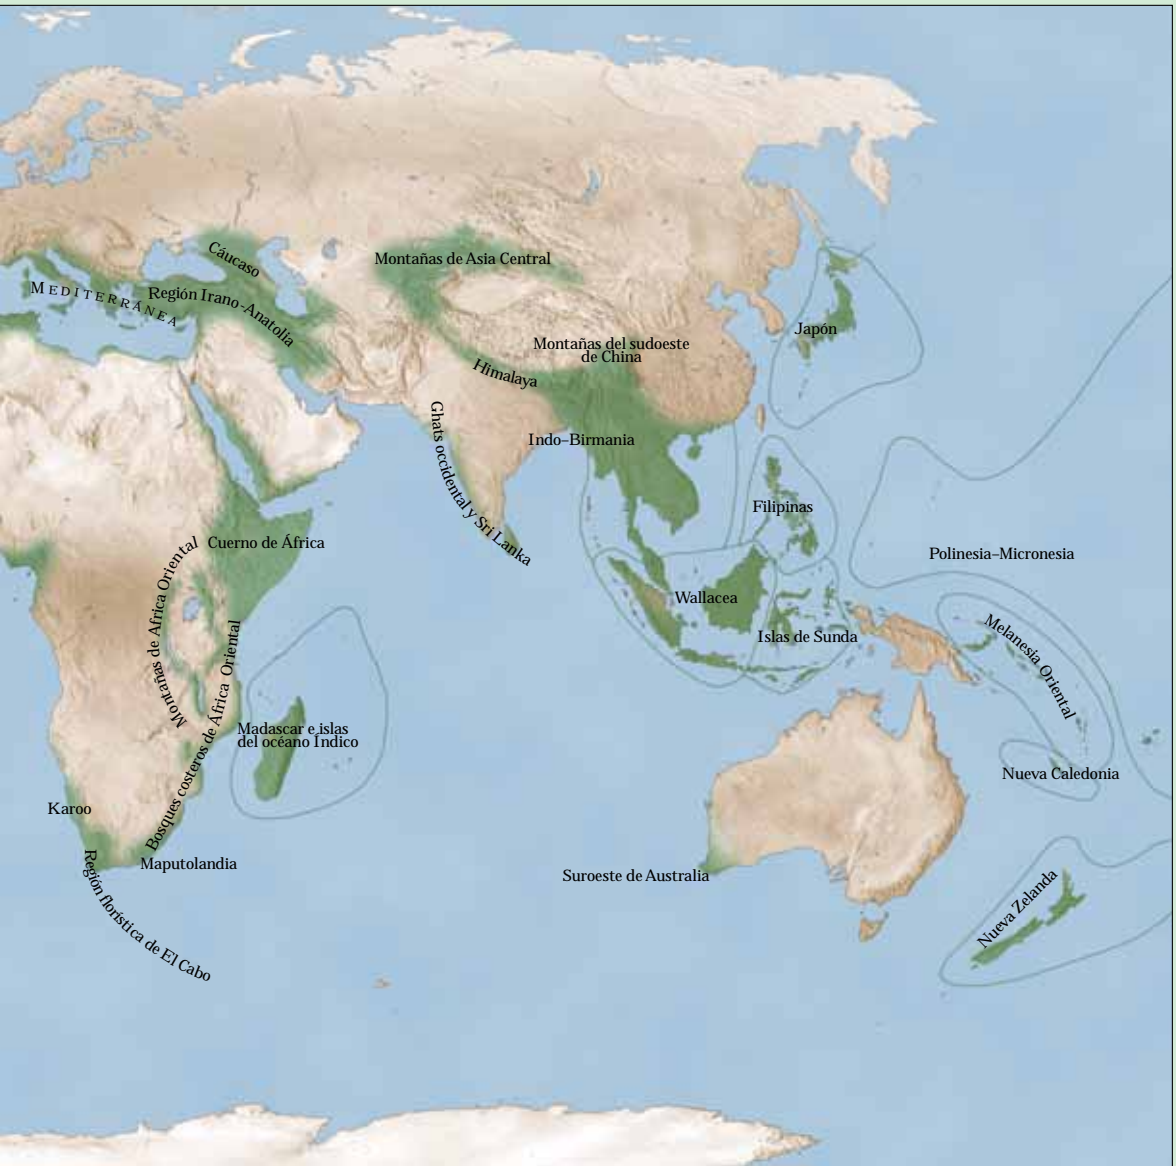 Cáucaso
Montañas de Asia Central
MEDITERRÁNEA
Región Irano-Anatolia
Japón
Montañas del sudoeste
de China
Himalaya
Ghats occidental y Sri Lanka
Indo-Birmania
Filipinas
Cuerno de África
Polinesia-Micronesia
Montañas de Africa Oriental
Wallacea
Islas de Sunda
Melanesia Oriental
Bosques costeros de África Oriental
Madascar e islas
del océano Índico
Nueva Caledonia
Karoo
Maputolandia
Suroeste de Australia
Región florística de El Cabo
Nueva Zelanda